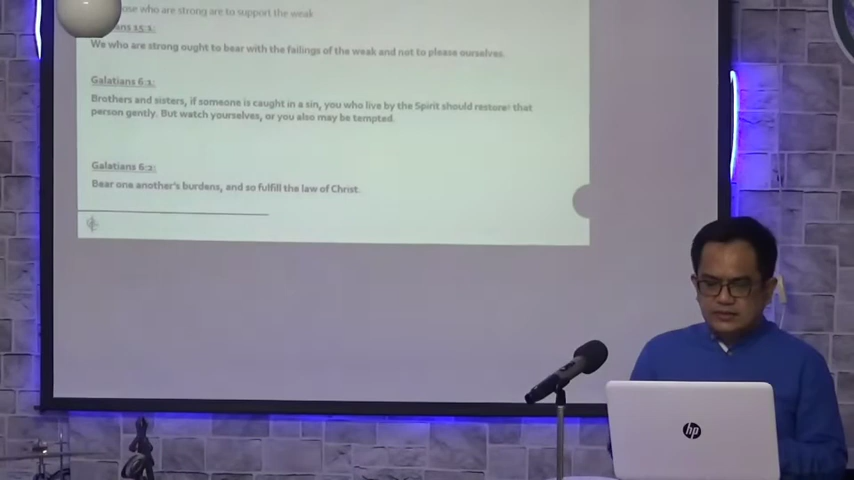 ose who are strong are to support the weak
ans 15:1:
We who are strong ought to bear with the failings of the weak and not to please ourselves.
Galatians 6:1:
Brothers and sisters, if someone is caught in a sin, you who live by the Spirit should restore that
person gently. But watch yourselves, or you also may be tempted.
Galatians 6:2:
Bear one another's burdens, and so fulfill the law of Christ.
hp